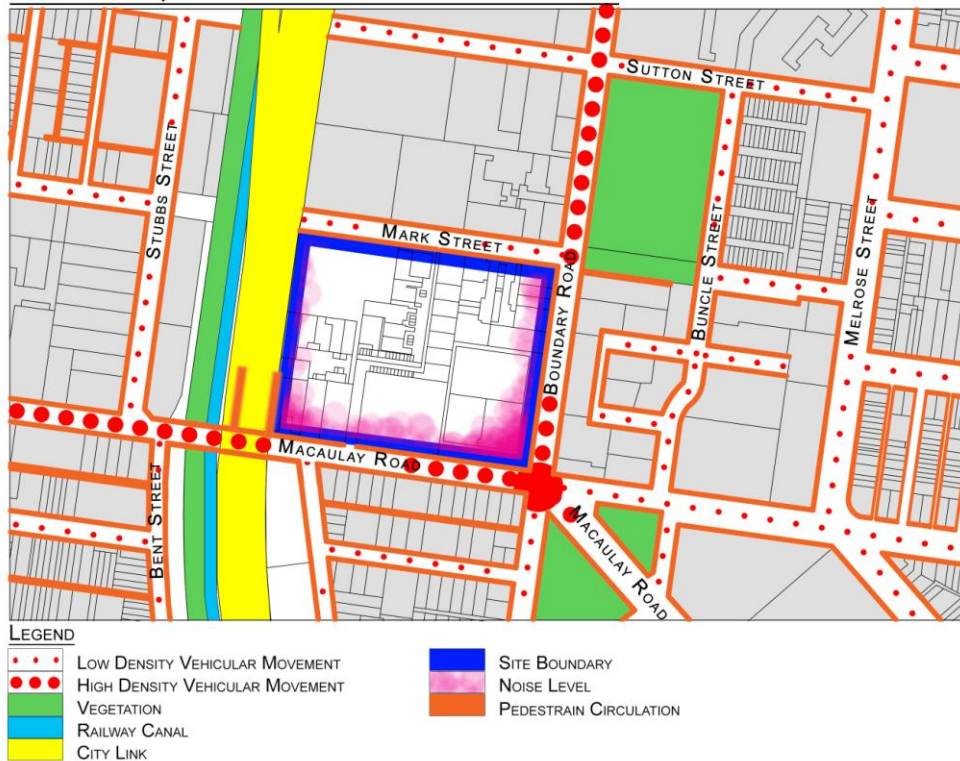 SUTTON STREET
STUBBS STREET
MARK STREET
BOUNDARY ROAD
BUNCLE STREET
MELROSE STREET
MACAULAY ROAD
BENT STREET
MACAULAY ROAD
LEGEND
LOW DENSITY VEHICULAR MOVEMENT
HIGH DENSITY VEHICULAR MOVEMENT
VEGETATION
RAILWAY CANAL
CITY LINK
SITE BOUNDARY
NOISE LEVEL
PEDESTRAIN CIRCULATION